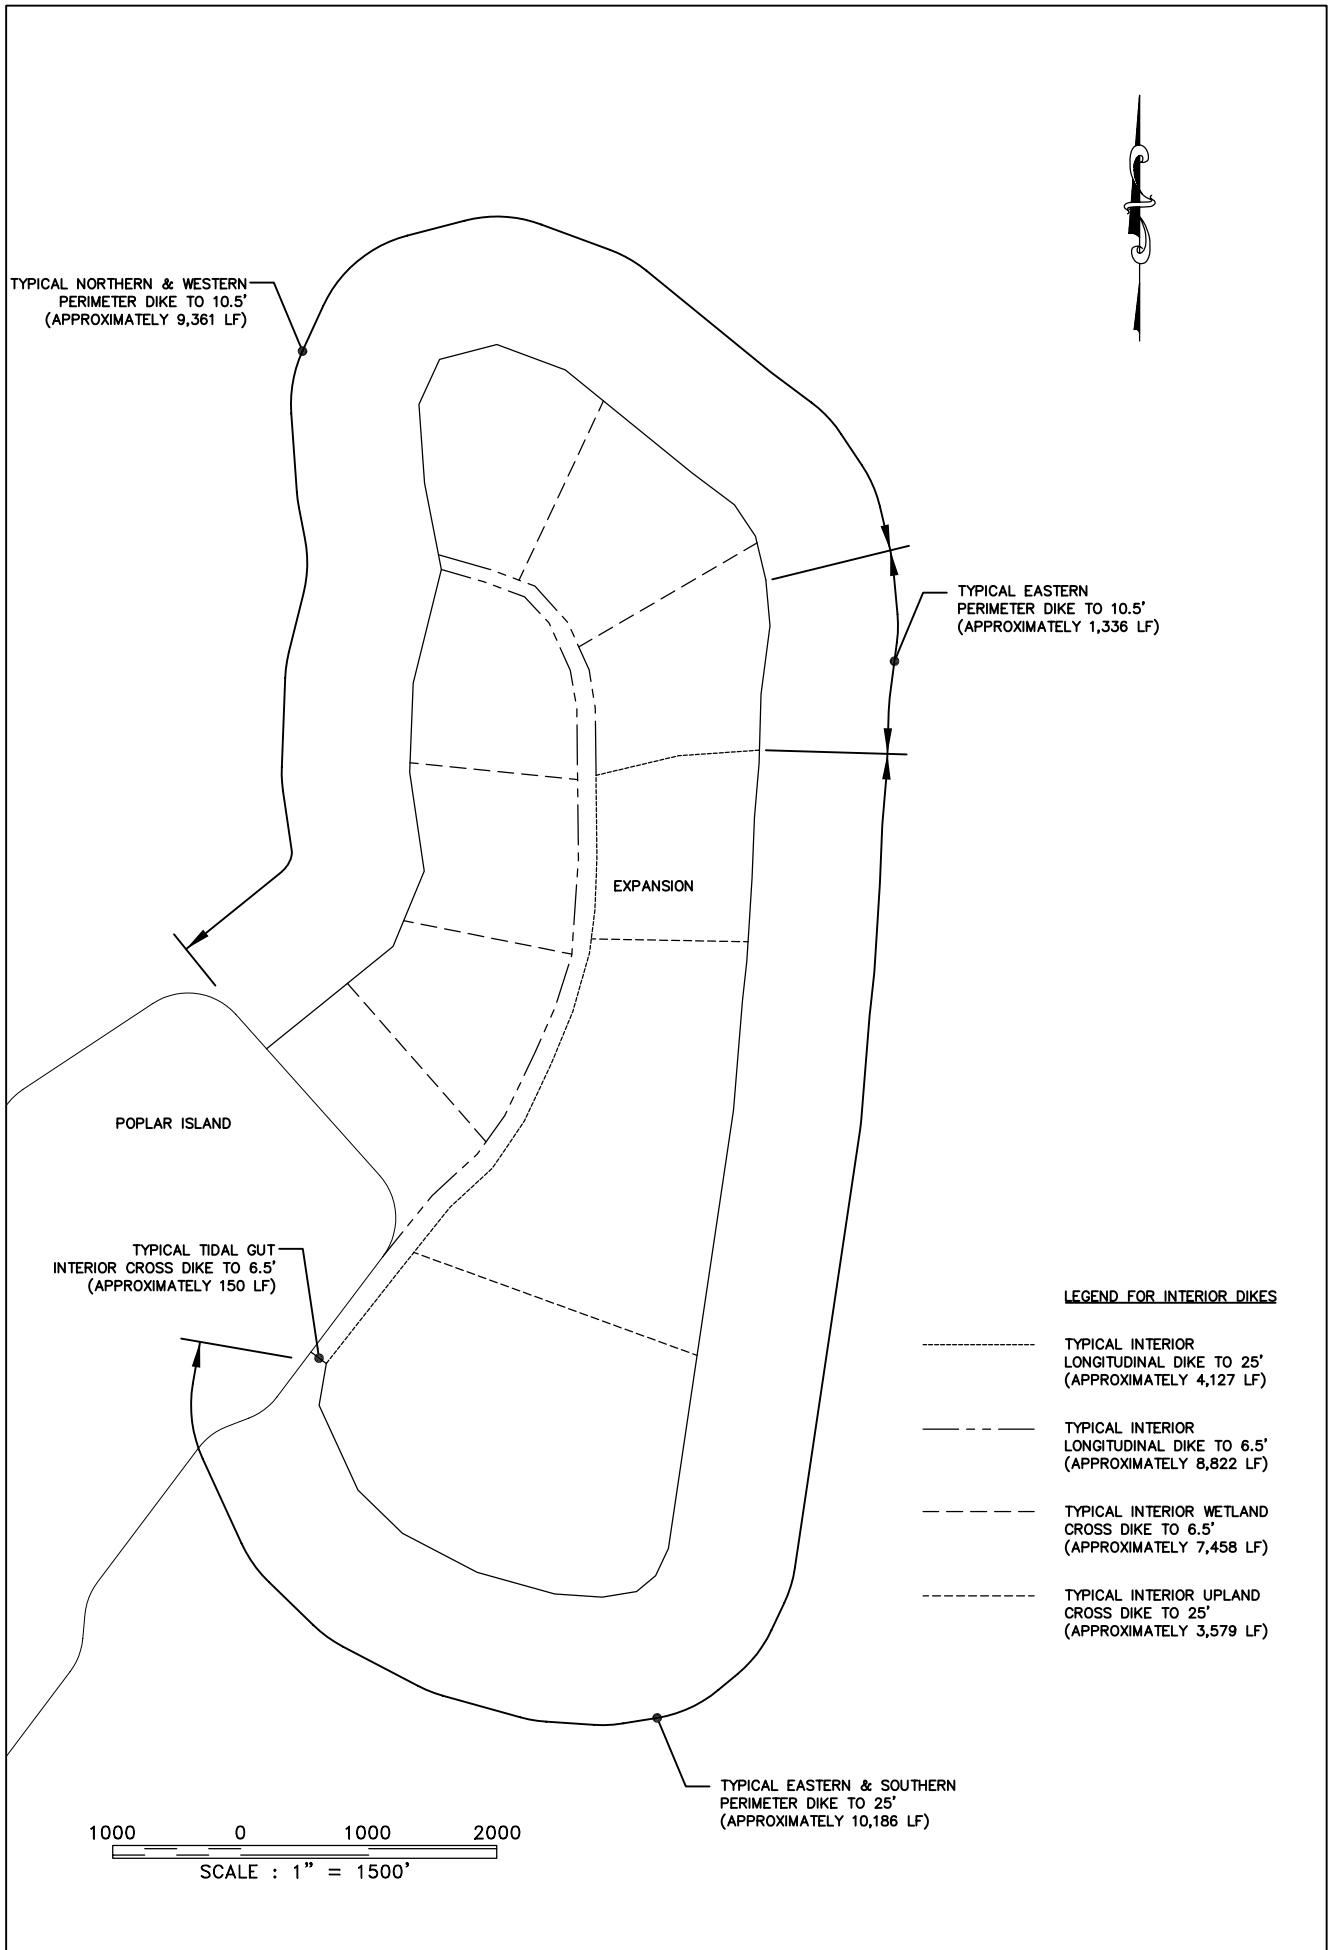 TYPICAL NORTHERN & WESTERN
PERIMETER DIKE TO 10.5'
(APPROXIMATELY 9,361 LF)
TYPICAL EASTERN
PERIMETER DIKE TO 10.5'
(APPROXIMATELY 1,336 LF)
EXPANSION
POPLAR ISLAND
TYPICAL TIDAL GUT
INTERIOR CROSS DIKE TO 6.5'
(APPROXIMATELY 150 LF)
LEGEND FOR INTERIOR DIKES
TYPICAL INTERIOR
LONGITUDINAL DIKE TO 25'
(APPROXIMATELY 4,127 LF)
TYPICAL INTERIOR
LONGITUDINAL DIKE TO 6.5'
(APPROXIMATELY 8,822 LF)
TYPICAL INTERIOR WETLAND
CROSS DIKE TO 6.5'
(APPROXIMATELY 7,458 LF)
TYPICAL INTERIOR UPLAND
CROSS DIKE TO 25'
(APPROXIMATELY 3,579 LF)
TYPICAL EASTERN & SOUTHERN
PERIMETER DIKE TO 25'
(APPROXIMATELY 10,186 LF)
1000 0 1000 2000
SCALE : 1" = 1500'